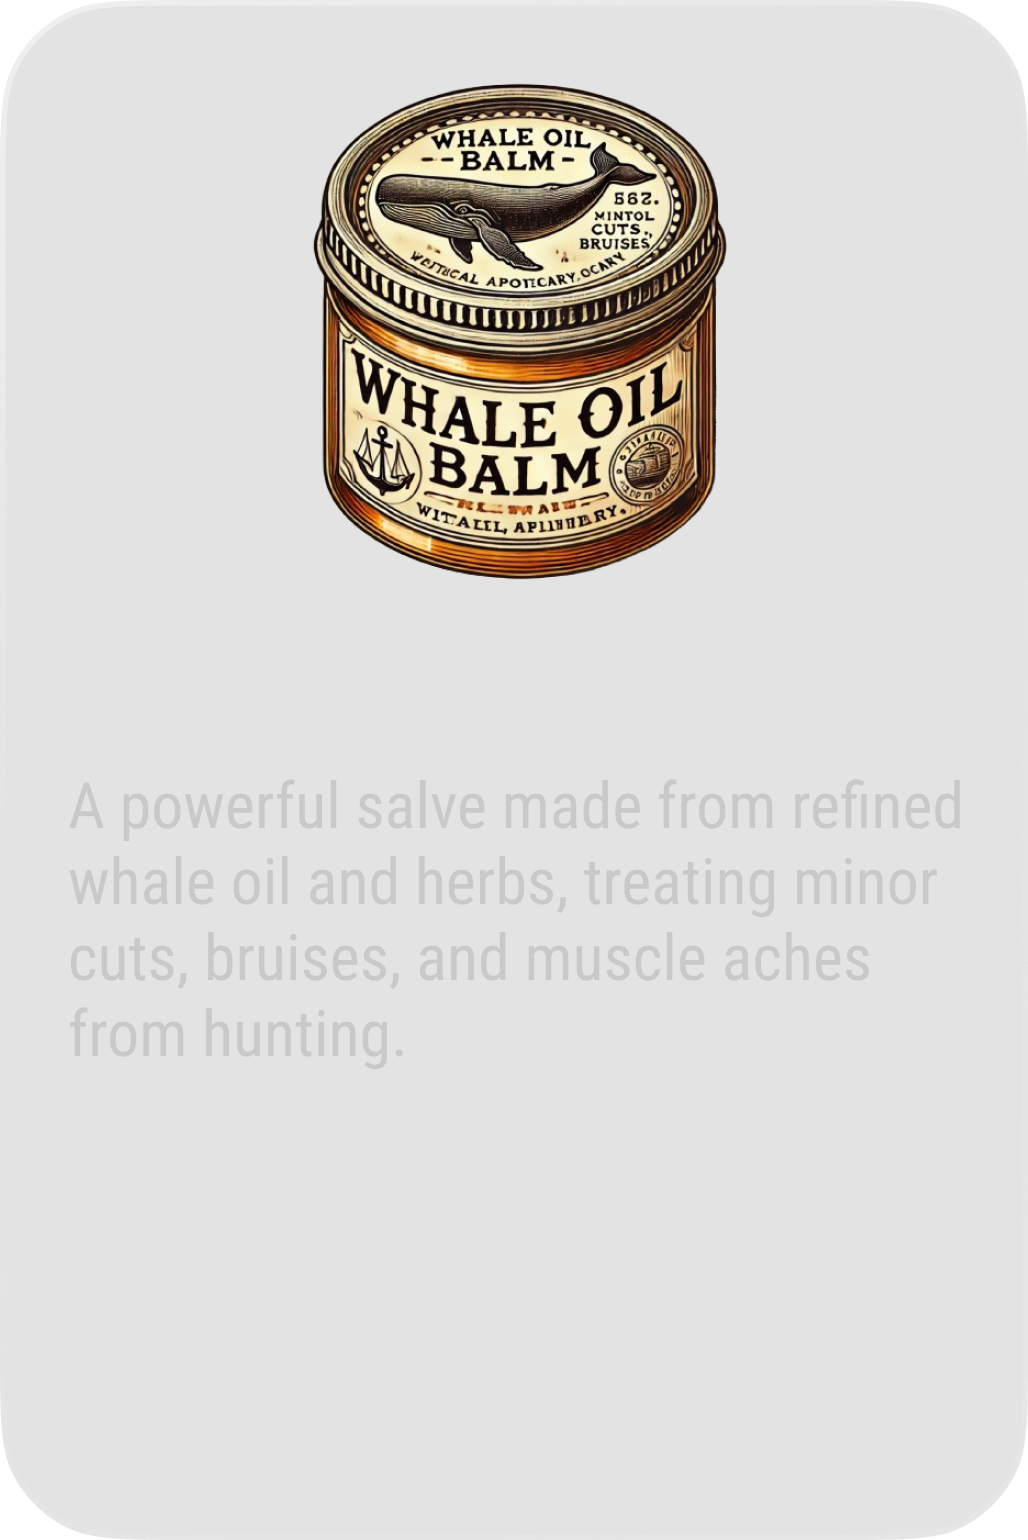 WHALE OIL
--BALM-
MINTOL
CUTS,
BRUISES,
WHALE OIL
BALM
A powerful salve made from refined
whale oil and herbs, treating minor
cuts, bruises, and muscle aches
from hunting.